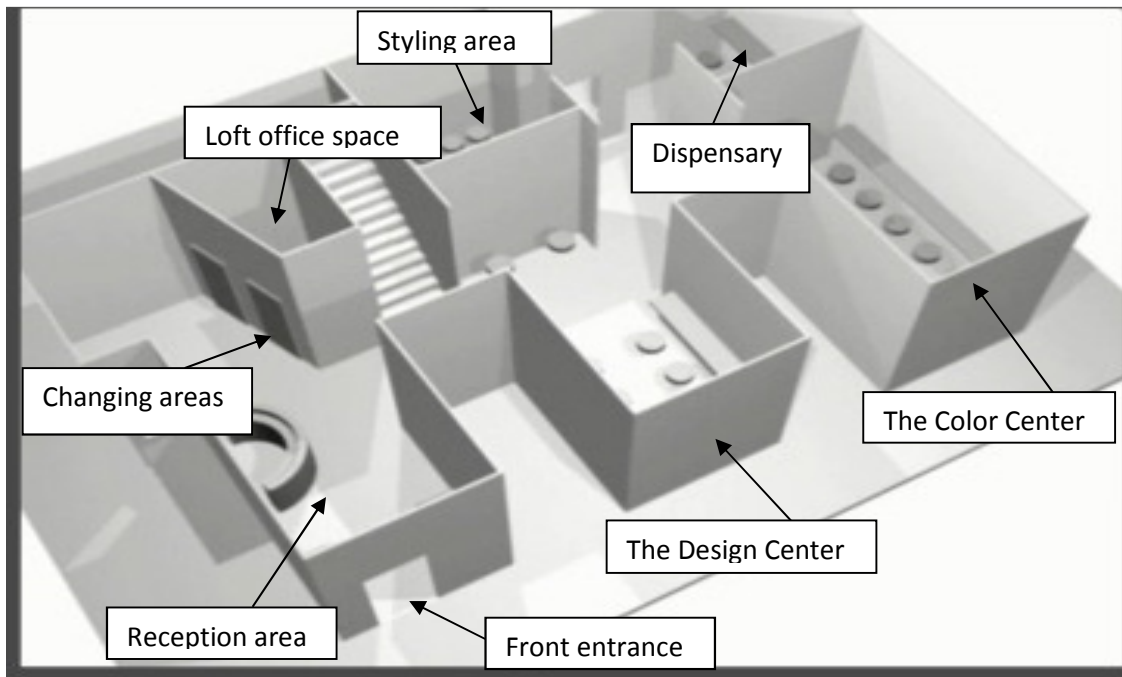 Styling area
Loft office space
Dispensary
Changing areas
The Color Center
The Design Center
Reception area
Front entrance